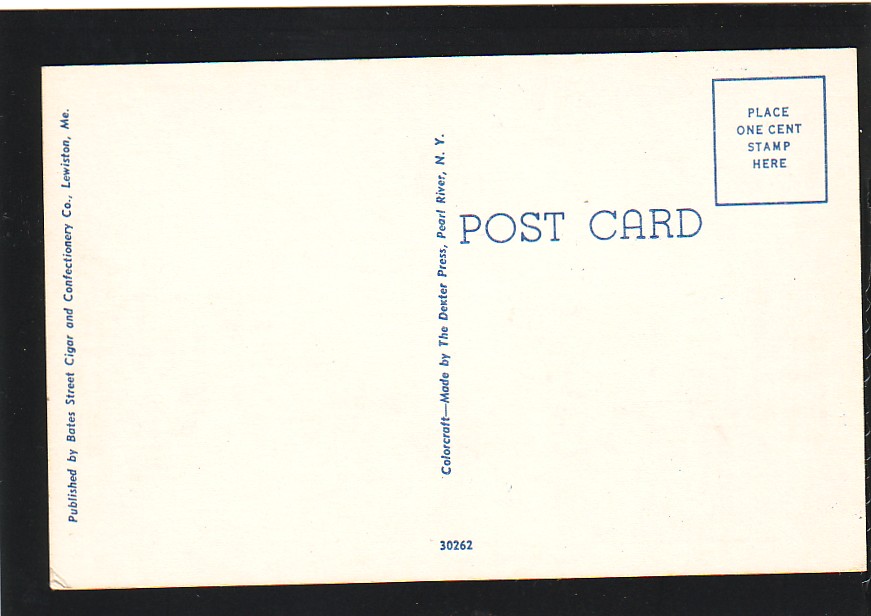 Published by Bates Street Cigar and Confectionery Co., Lewiston, Me.
Colorcraft—Made by The Dexter Press, Pearl River, N. Y.
POST CARD
PLACE
ONE CENT
STAMP
HERE
30262